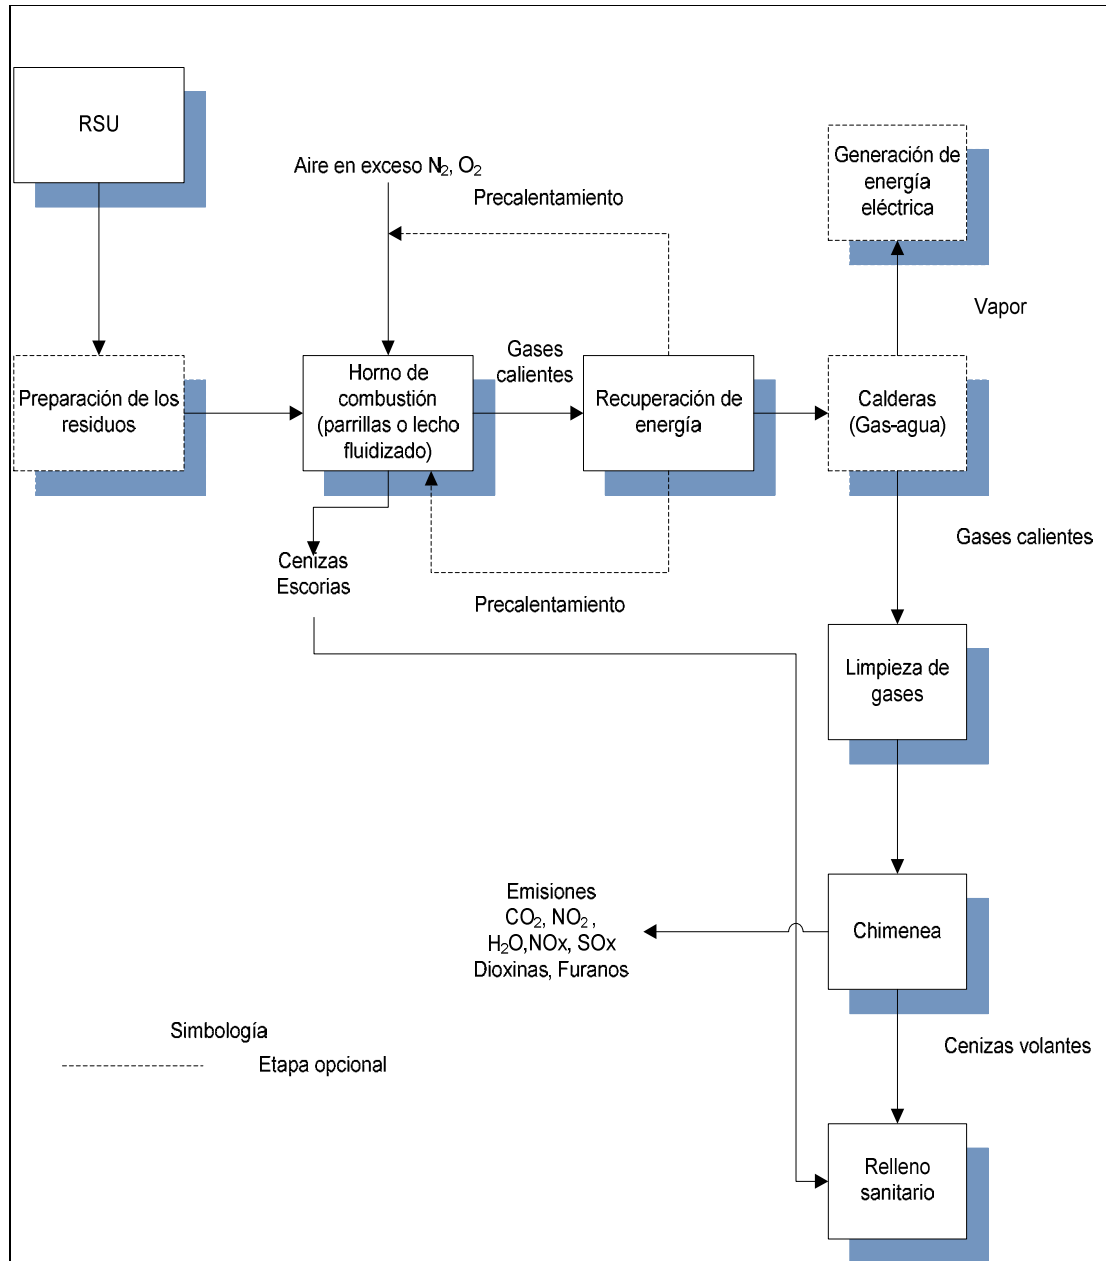 RSU
Aire en exceso N₂, O₂
Precalentamiento
Generación de
energía
eléctrica
Vapor
Preparación de los
residuos
Horno de
combustión
(parrillas o lecho
fluidizado)
Gases
calientes
Recuperación de
energía
Calderas
(Gas-agua)
Gases calientes
Cenizas
Escorias
Precalentamiento
Limpieza de
gases
Emisiones
CO₂, NO₂ ,
H₂O,NOx, SOx
Dioxinas, Furanos
Chimenea
Simbología
Etapa opcional
Cenizas volantes
Relleno
sanitario